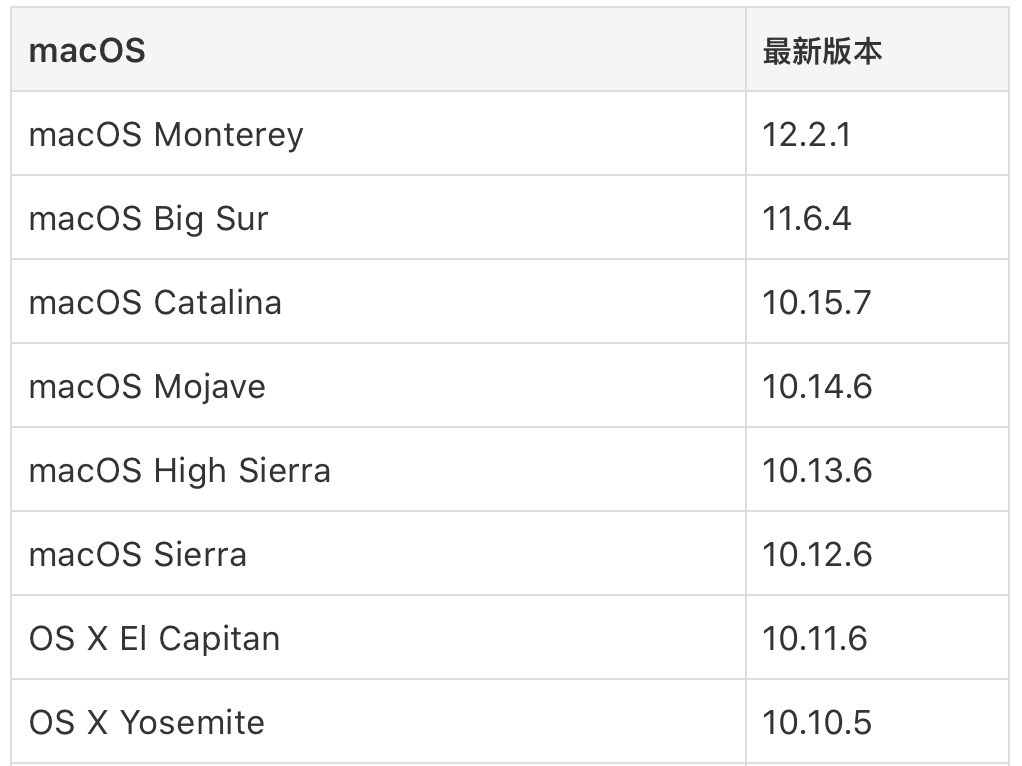 macOS 最新版本
macOS Monterey 12.2.1
macOS Big Sur 11.6.4
macOS Catalina 10.15.7
macOS Mojave 10.14.6
macOS High Sierra 10.13.6
macOS Sierra 10.12.6
OS X El Capitan 10.11.6
OS X Yosemite 10.10.5